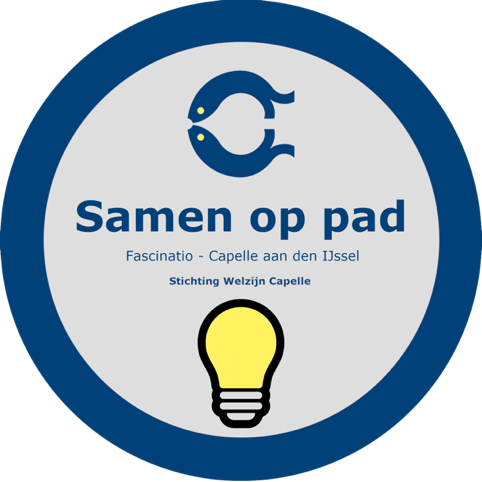 Samen op pad
Fascinatio - Capelle aan den IJssel
Stichting Welzijn Capelle